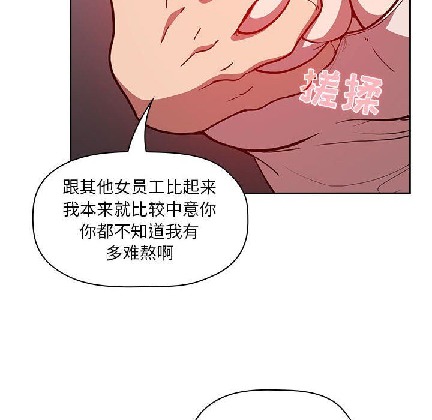 搓揉
跟其他女员工比起来
我本来就比较中意你
你都不知道我有
多难熬啊